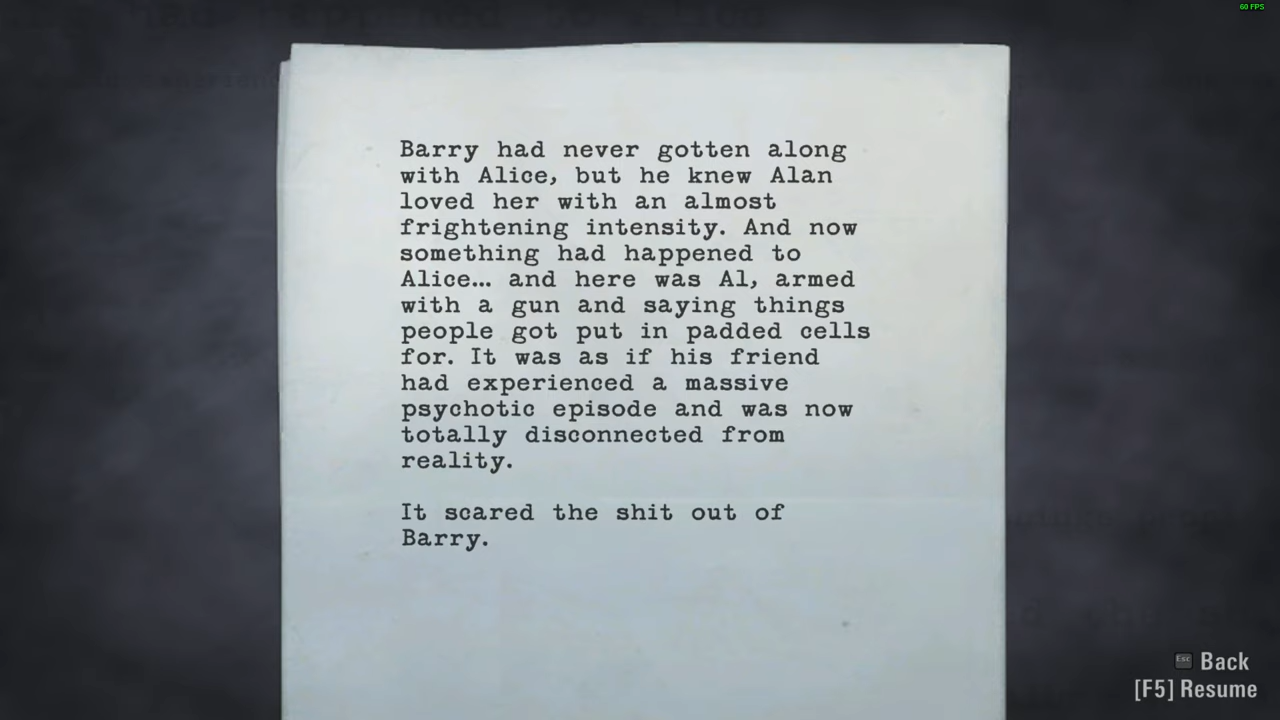 60 FPS
Barry had never gotten along
with Alice, but he knew Alan
loved her with an almost
frightening intensity. And now
something had happened to
Alice... and here was Al, armed
with a gun and saying things
people got put in padded cells
for. It was as if his friend
had experienced a massive
psychotic episode and was now
totally disconnected from
reality.
It scared the shit out of
Barry.
Esc Back
[F5] Resume